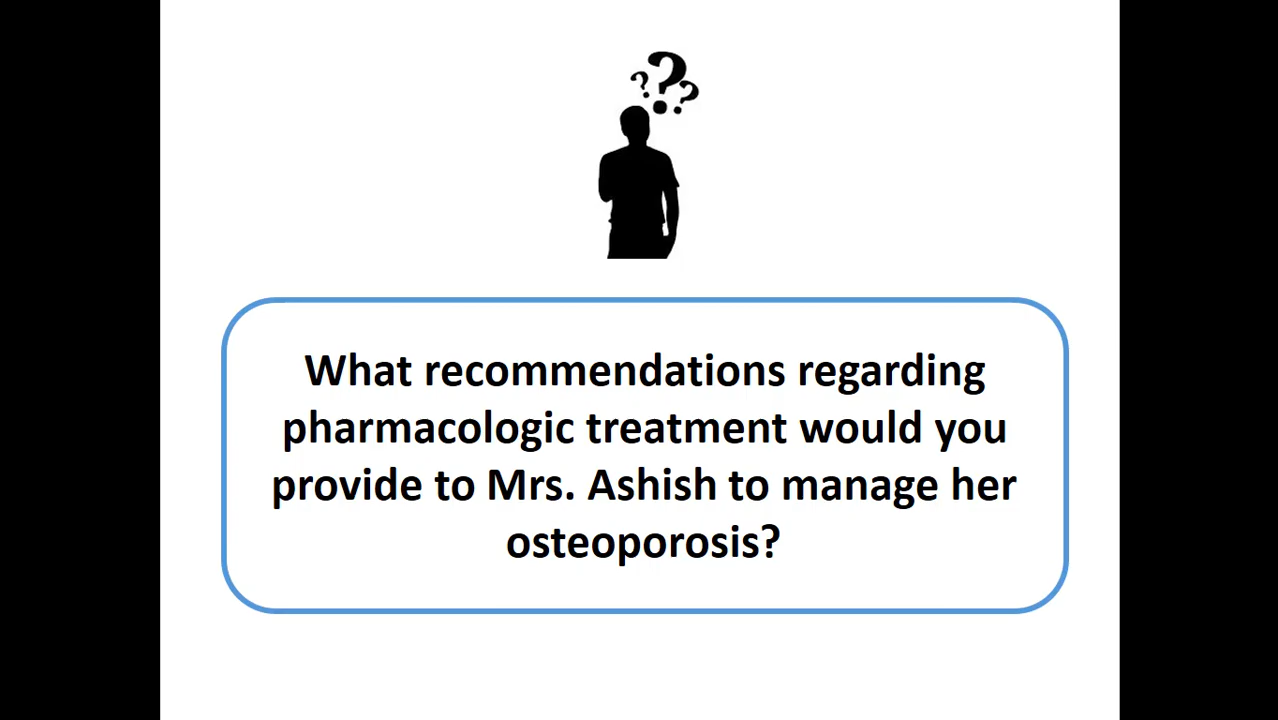 ???
What recommendations regarding
pharmacologic treatment would you
provide to Mrs. Ashish to manage her
osteoporosis?